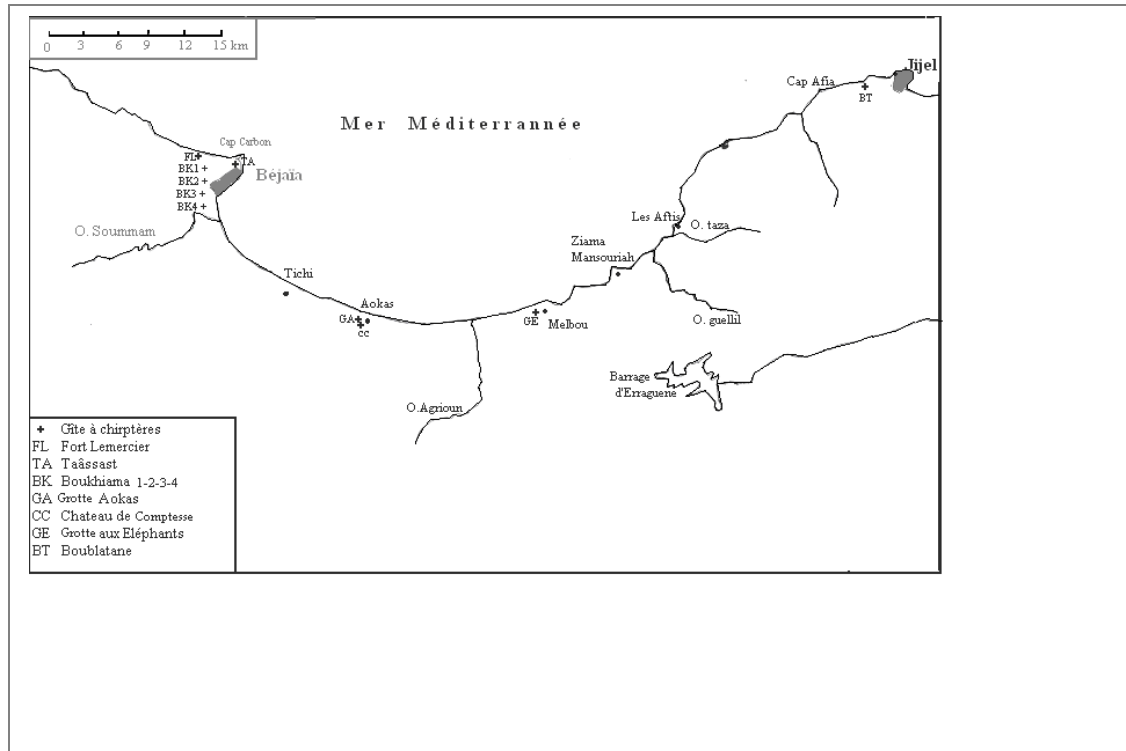 0 3 6 9 12 15 km
Jijel
Cap Afia
BT
Mer Méditerrannée
Cap Carbon
FL
TA
BK1
BK2
Béjaïa
BK3
BK4
Les Aftis
O. taza
O. Soummam
Ziama
Mansouriah
Tichi
Aokas
GA
CC
GE
Melbou
O. guellil
Barrage
d'Erraguene
O.Agrioun
Gîte à chirptères
FL Fort Lemercier
TA Taâssast
BK Boukhiama 1-2-3-4
GA Grotte Aokas
CC Chateau de Comptesse
GE Grotte aux Eléphants
BT Boublatane